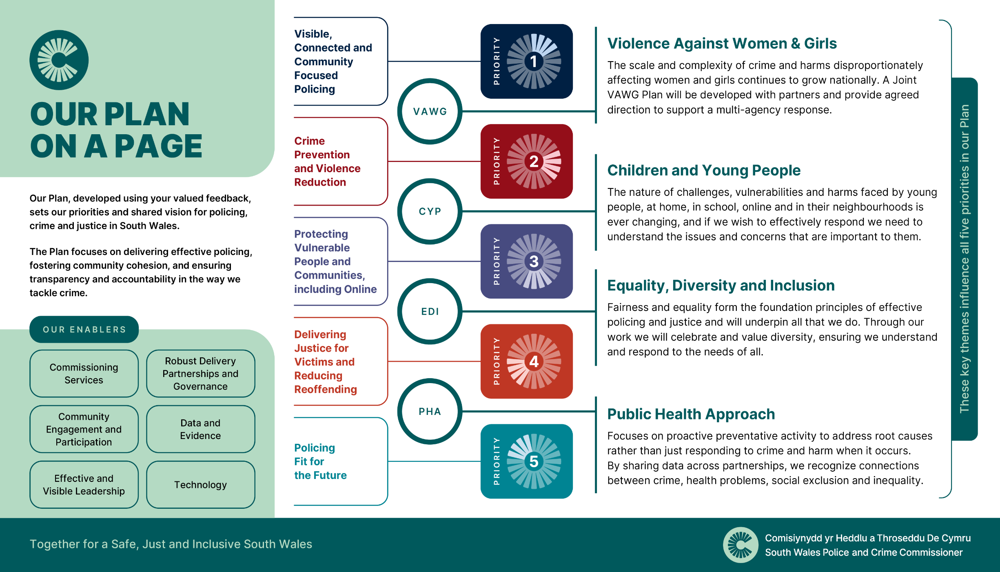 OUR PLAN
ON A PAGE
Our Plan, developed using your valued feedback,
sets our priorities and shared vision for policing,
crime and justice in South Wales.
The Plan focuses on delivering effective policing,
fostering community cohesion, and ensuring
transparency and accountability in the way we
tackle crime.
OUR ENABLERS
Commissioning
Services
Robust Delivery
Partnerships and
Governance
Community
Engagement and
Participation
Data and
Evidence
Effective and
Visible Leadership
Technology
Visible,
Connected and
Community
Focused
Policing
PRIORITY
1
Crime
Prevention
and Violence
Reduction
PRIORITY
2
Protecting
Vulnerable
People and
Communities,
including Online
PRIORITY
3
Delivering
Justice for
Victims and
Reducing
Reoffending
PRIORITY
4
Policing
Fit for
the Future
PRIORITY
5
VAWG
Violence Against Women & Girls
The scale and complexity of crime and harms disproportionately
affecting women and girls continues to grow nationally. A Joint
VAWG Plan will be developed with partners and provide agreed
direction to support a multi-agency response.
CYP
Children and Young People
The nature of challenges, vulnerabilities and harms faced by young
people, at home, in school, online and in their neighbourhoods is
ever changing, and if we wish to effectively respond we need to
understand the issues and concerns that are important to them.
EDI
Equality, Diversity and Inclusion
Fairness and equality form the foundation principles of effective
policing and justice and will underpin all that we do. Through our
work we will celebrate and value diversity, ensuring we understand
and respond to the needs of all.
PHA
Public Health Approach
Focuses on proactive preventative activity to address root causes
rather than just responding to crime and harm when it occurs.
By sharing data across partnerships, we recognize connections
between crime, health problems, social exclusion and inequality.
These key themes influence all five priorities in our Plan
Together for a Safe, Just and Inclusive South Wales
Comisiynydd yr Heddlu a Throseddu De Cymru
South Wales Police and Crime Commissioner